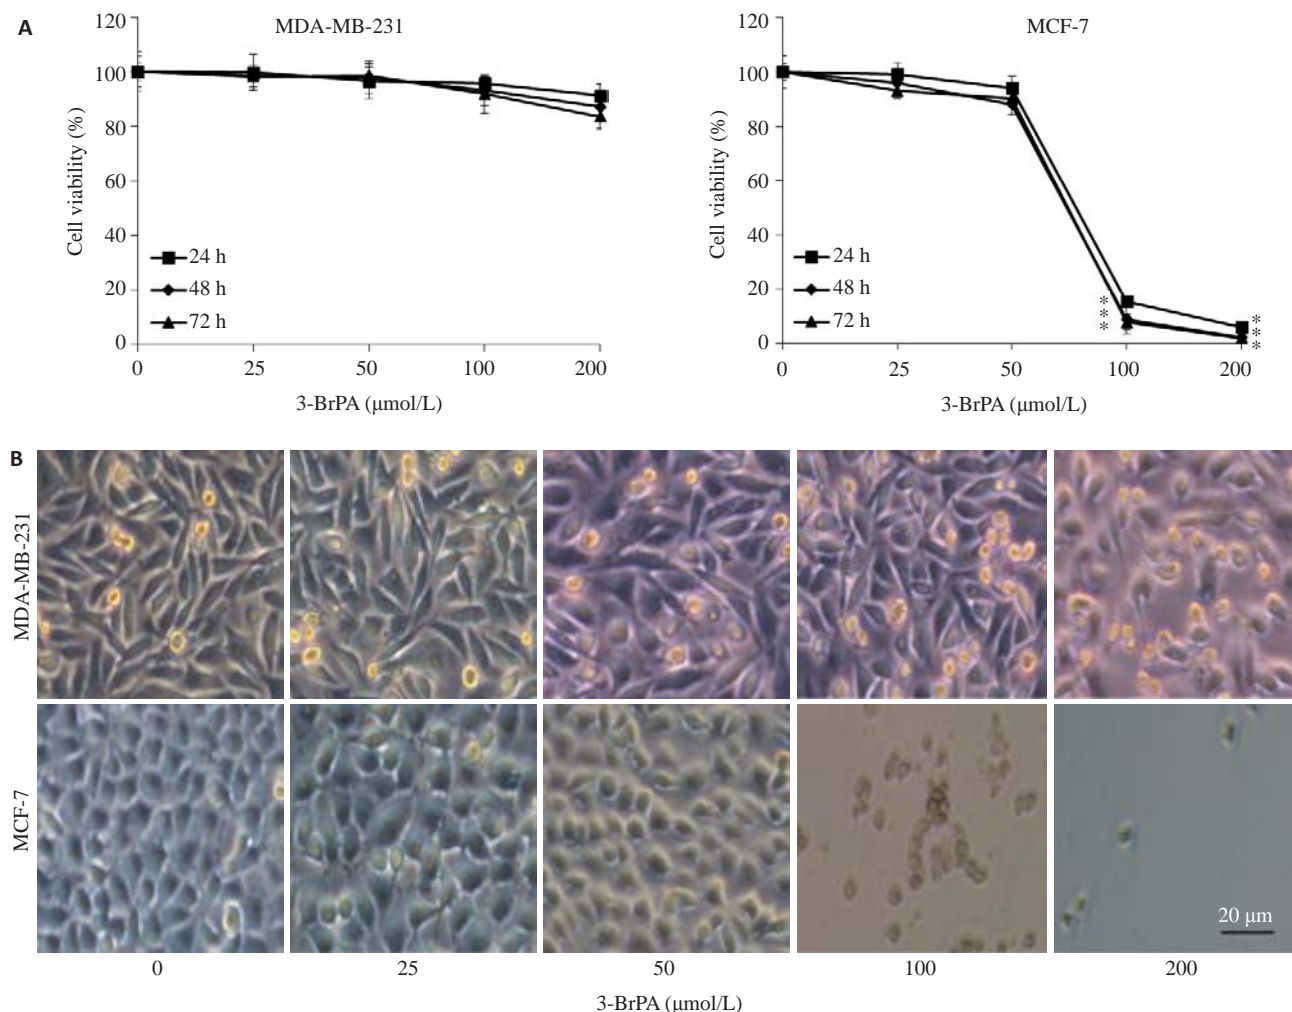 A
MDA-MB-231
120
100
80
60
40
20
0
Cell viability (%)
24 h
48 h
72 h
0 25 50 100 200
3-BrPA (μmol/L)
MCF-7
120
100
80
60
40
20
0
Cell viability (%)
24 h
48 h
72 h
*
*
*
*
*
*
0 25 50 100 200
3-BrPA (μmol/L)
B
MDA-MB-231
MCF-7
20 μm
0 25 50 100 200
3-BrPA (μmol/L)